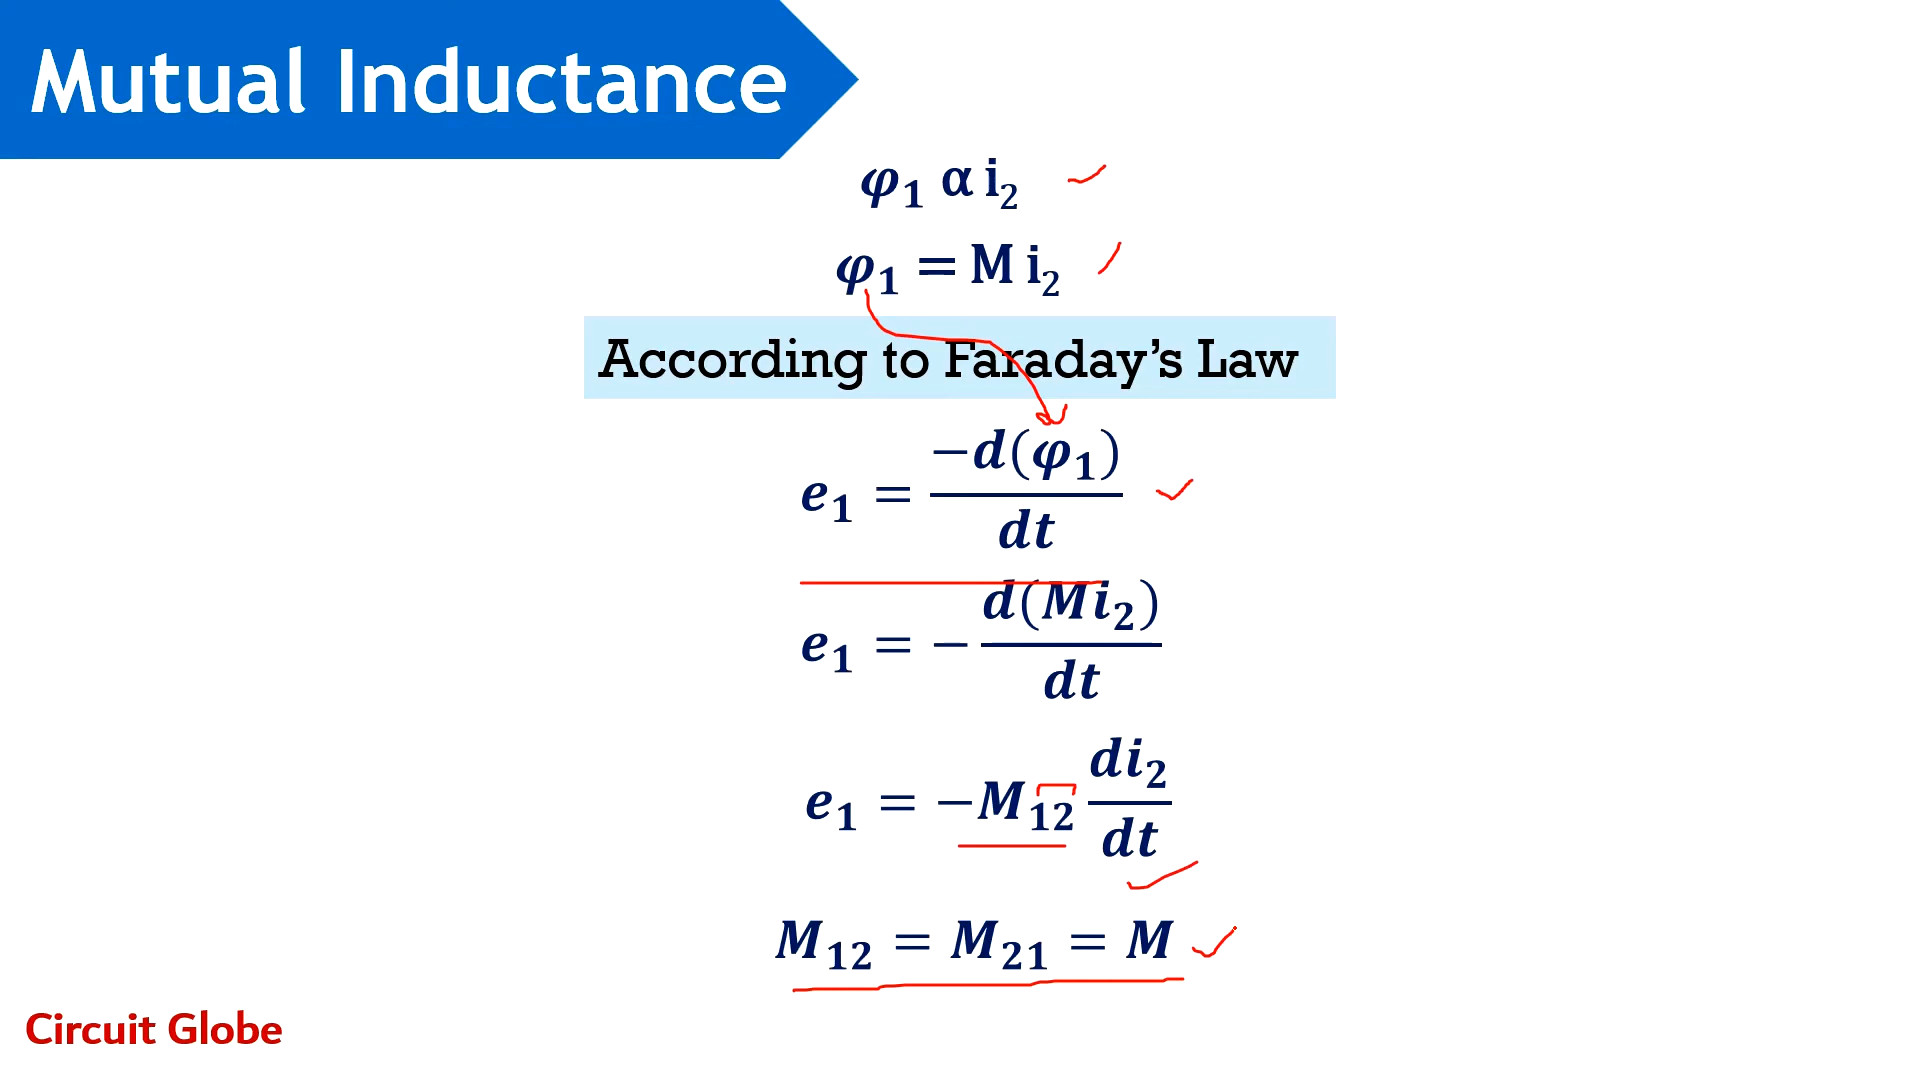 Mutual Inductance
φ₁ α i₂
φ₁ = M i₂
According to Faraday's Law
e₁ = −d(φ₁)/dt
e₁ = − d(Mi₂)/dt
e₁ = −M₁₂ di₂/dt
M₁₂ = M₂₁ = M
Circuit Globe